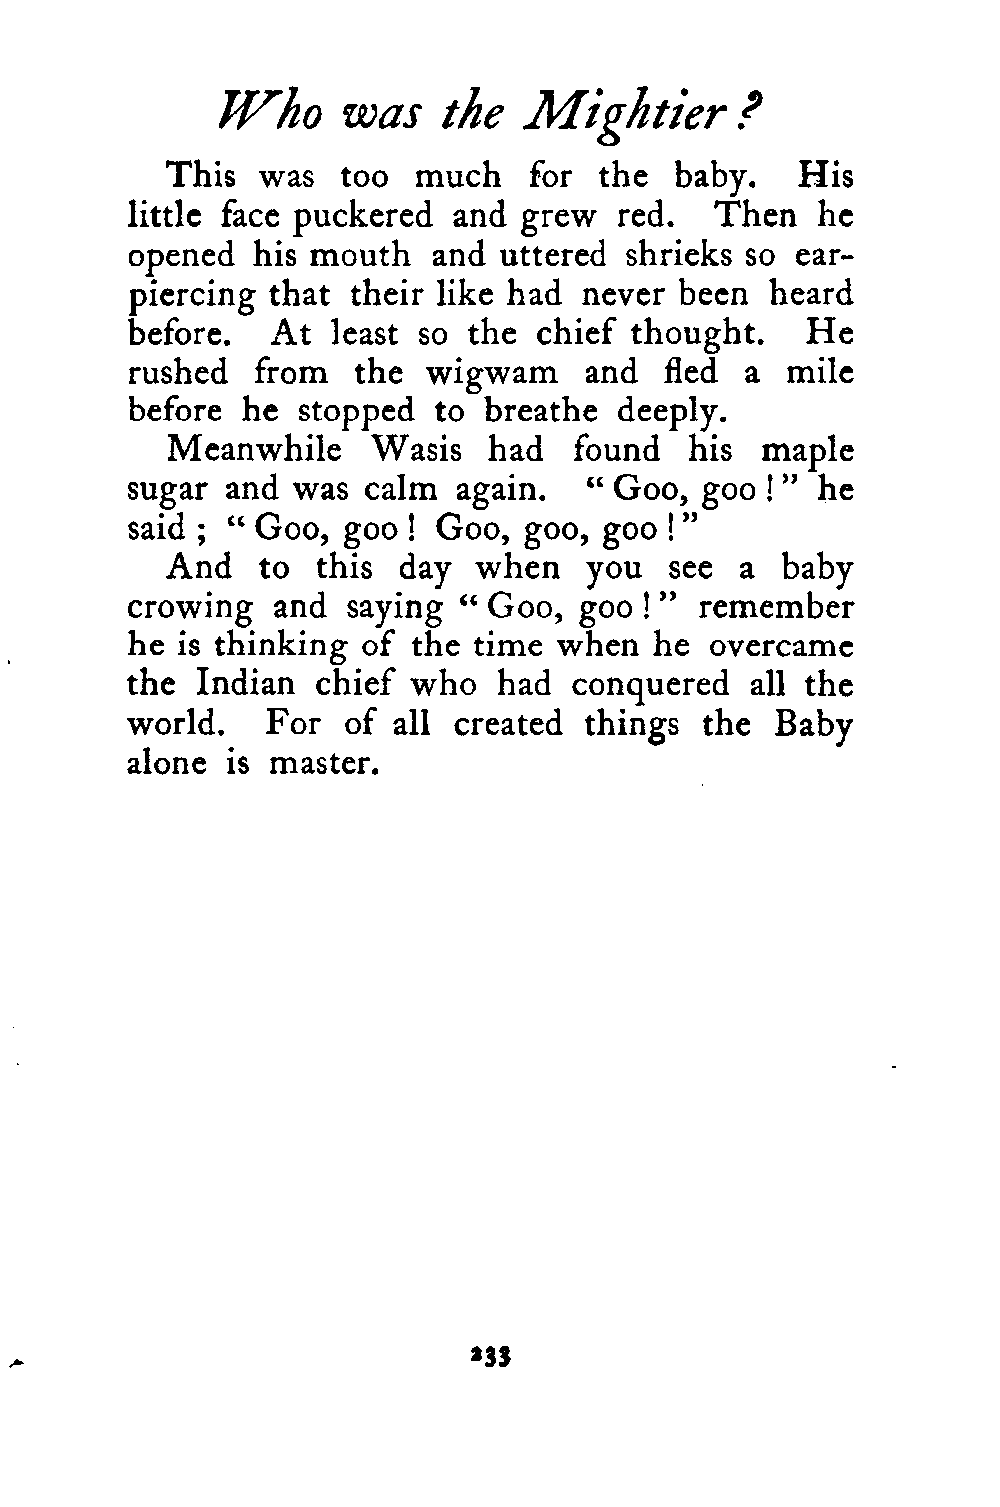 Who was the Mightier?
This was too much for the baby. His
little face puckered and grew red. Then he
opened his mouth and uttered shrieks so ear-
piercing that their like had never been heard
before. At least so the chief thought. He
rushed from the wigwam and fled a mile
before he stopped to breathe deeply.
Meanwhile Wasis had found his maple
sugar and was calm again. “Goo, goo!” he
said; “Goo, goo! Goo, goo, goo!”
And to this day when you see a baby
crowing and saying “Goo, goo!” remember
he is thinking of the time when he overcame
the Indian chief who had conquered all the
world. For of all created things the Baby
alone is master.
233